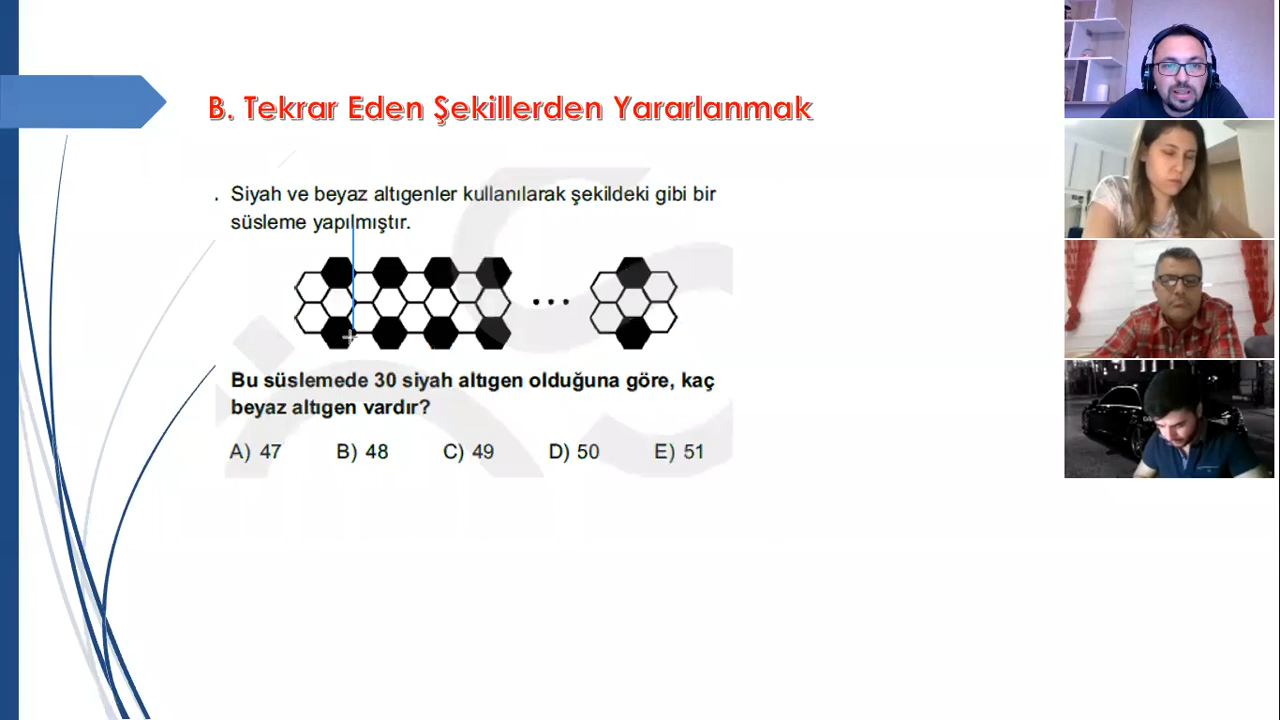 B. Tekrar Eden Şekillerden Yararlanmak
. Siyah ve beyaz altıgenler kullanılarak şekildeki gibi bir
süsleme yapılmıştır.
Bu süslemede 30 siyah altıgen olduğuna göre, kaç
beyaz altıgen vardır?
A) 47 B) 48 C) 49 D) 50 E) 51